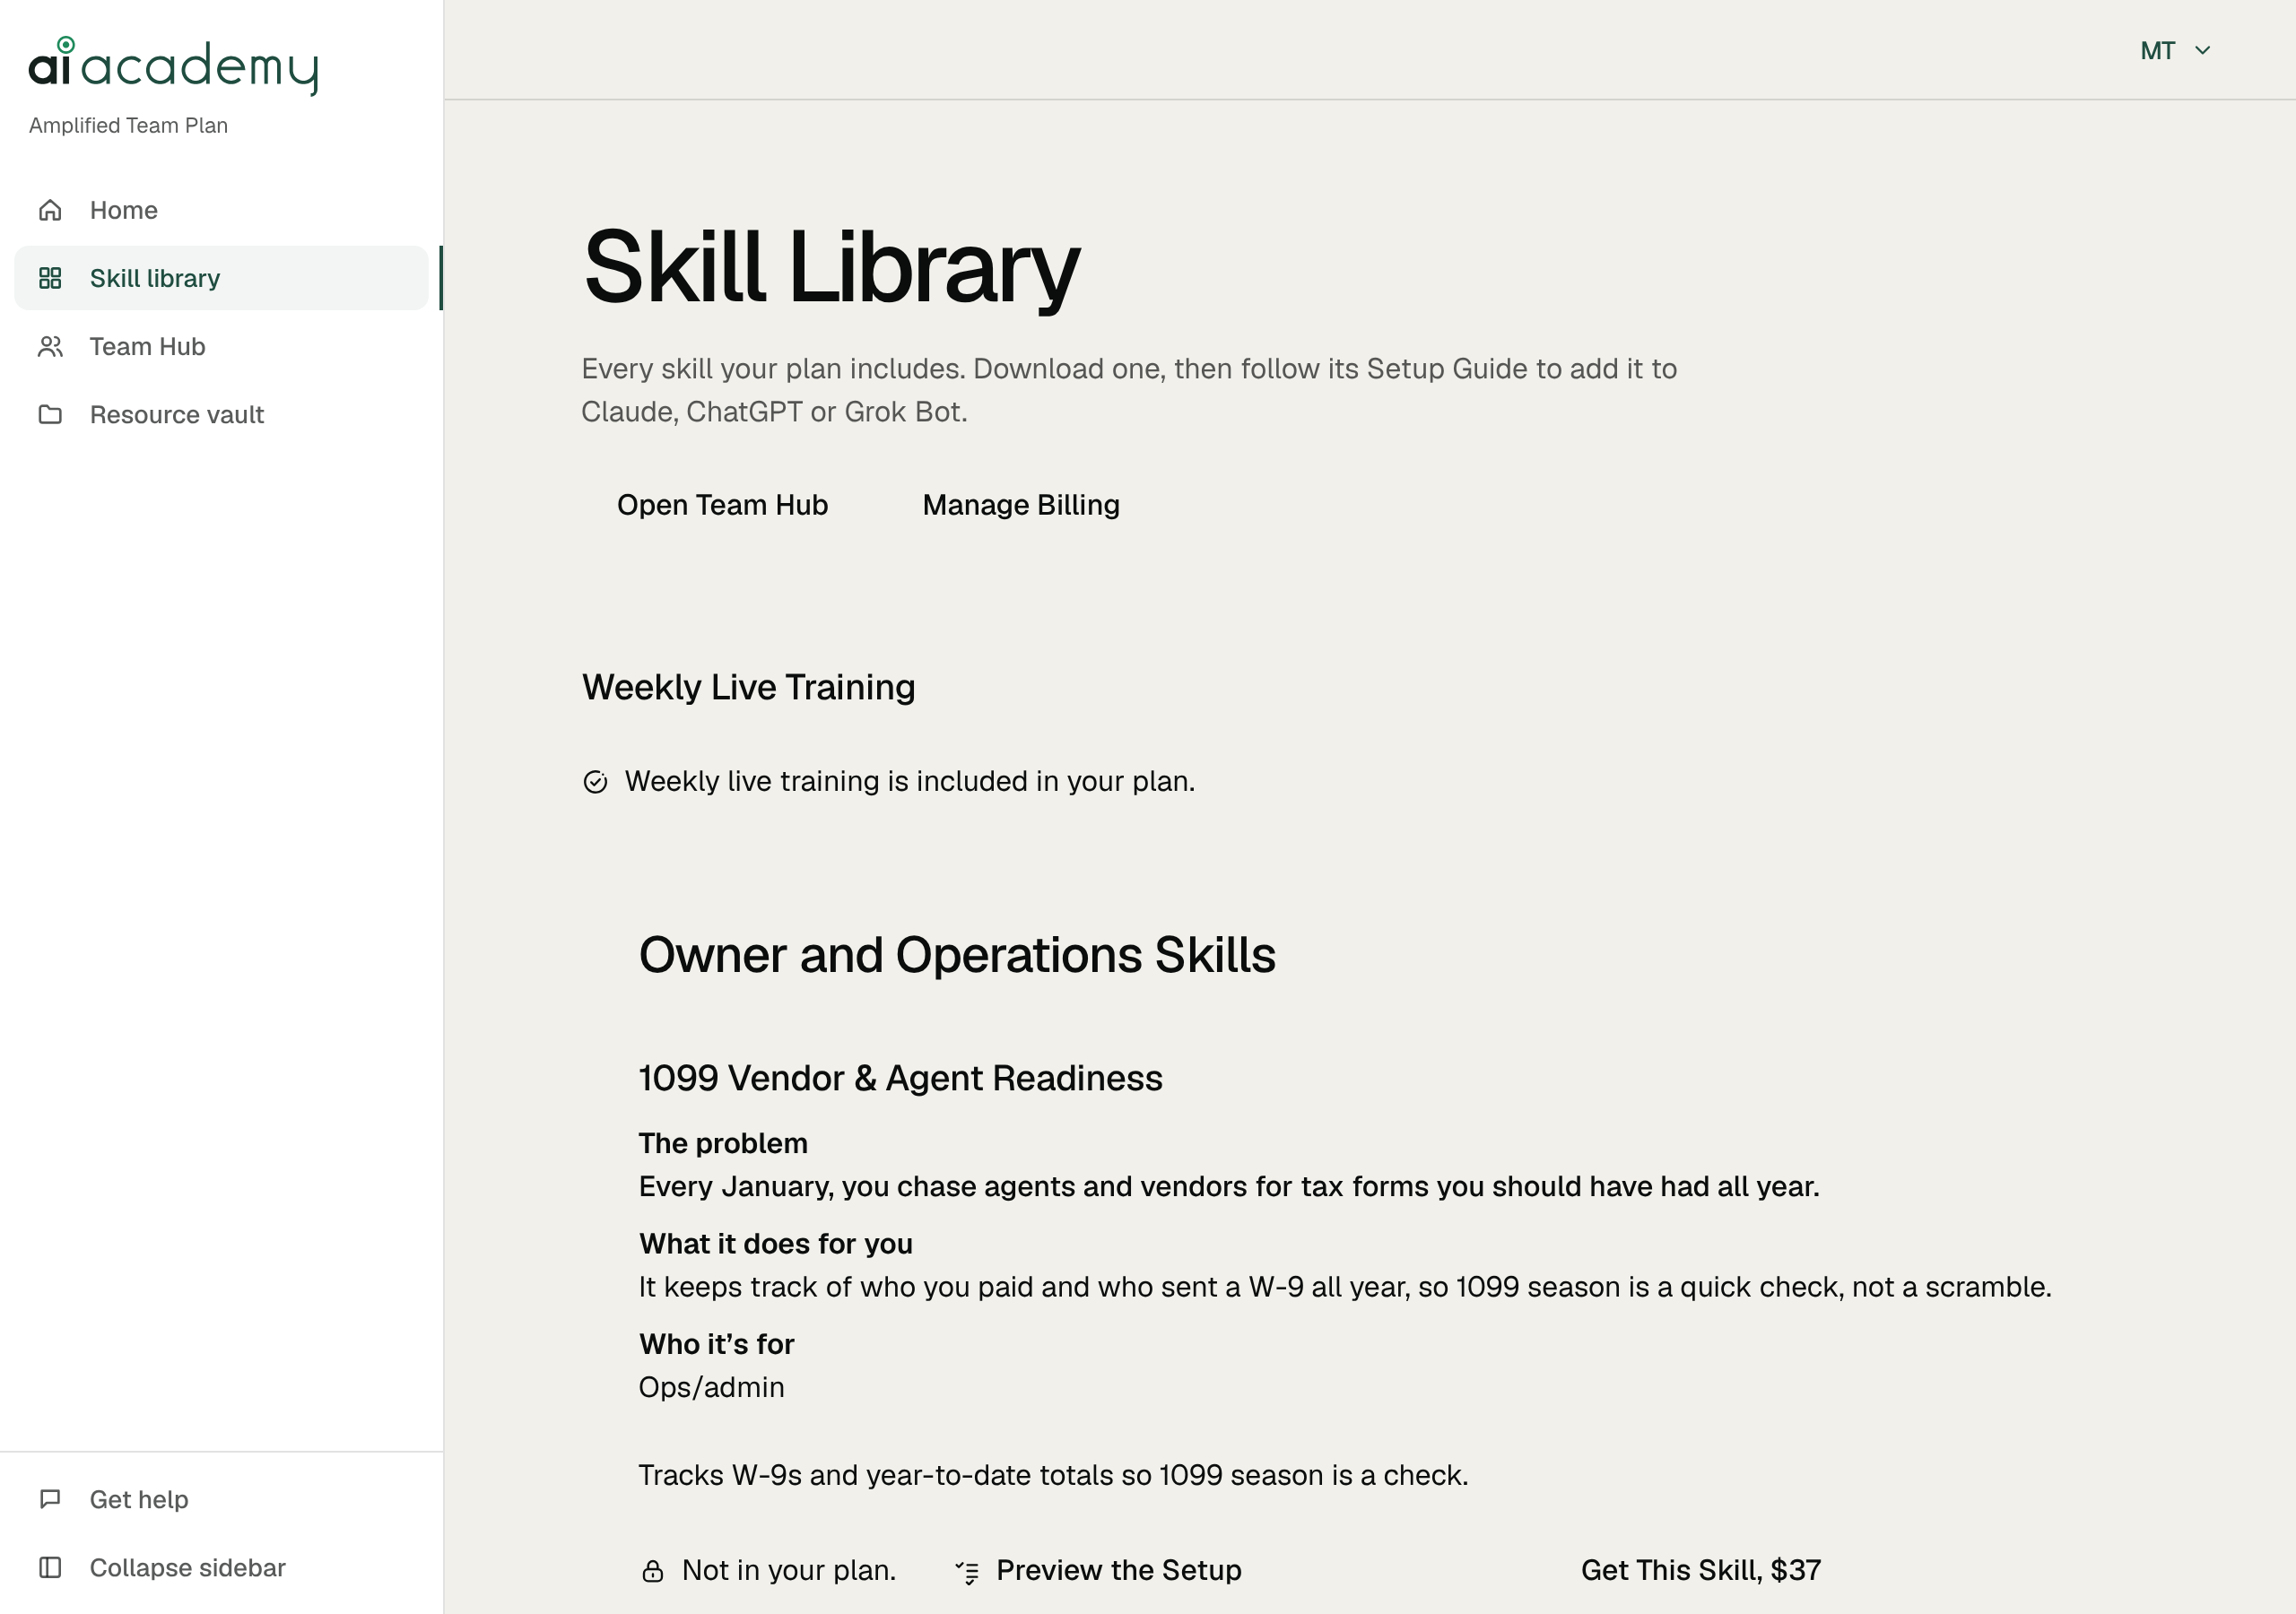 ai academy
Amplified Team Plan
Home
Skill library
Team Hub
Resource vault
Get help
Collapse sidebar
MT
Skill Library
Every skill your plan includes. Download one, then follow its Setup Guide to add it to
Claude, ChatGPT or Grok Bot.
Open Team Hub
Manage Billing
Weekly Live Training
Weekly live training is included in your plan.
Owner and Operations Skills
1099 Vendor & Agent Readiness
The problem
Every January, you chase agents and vendors for tax forms you should have had all year.
What it does for you
It keeps track of who you paid and who sent a W-9 all year, so 1099 season is a quick check, not a scramble.
Who it’s for
Ops/admin
Tracks W-9s and year-to-date totals so 1099 season is a check.
Not in your plan.
Preview the Setup
Get This Skill, $37